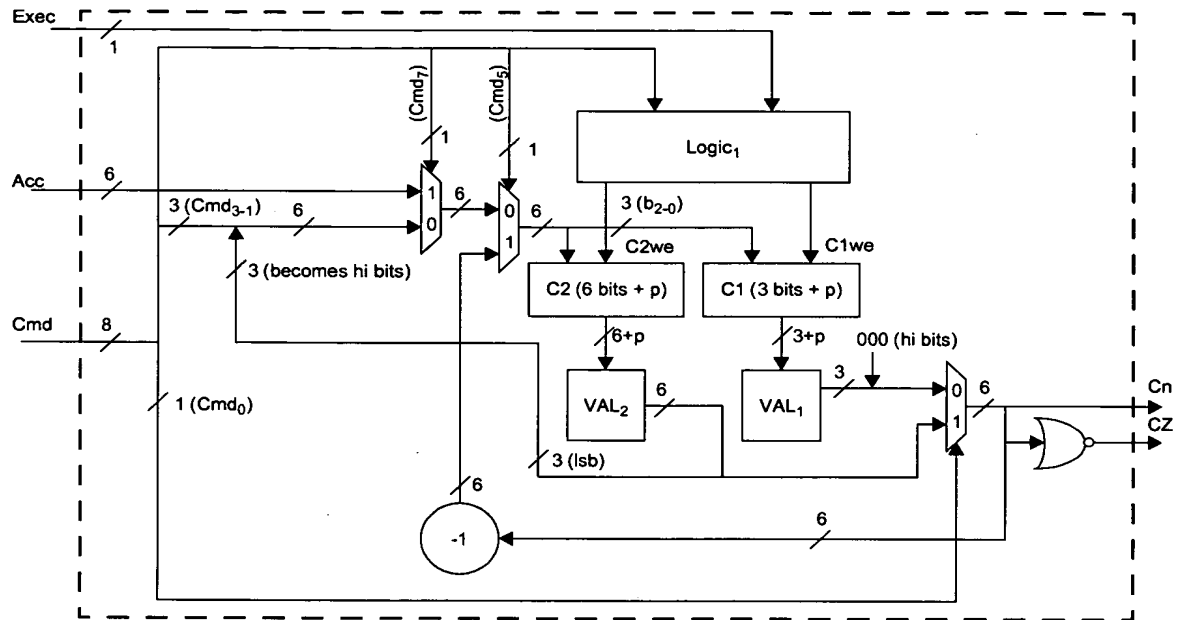 Exec
1
(Cmd₇)
(Cmd₅)
1
1
Logic₁
Acc
6
1
0
6
0
1
6
3 (b₂₋₀)
3 (Cmd₃₋₁)
6
C2we
C1we
3 (becomes hi bits)
C2 (6 bits + p)
C1 (3 bits + p)
Cmd
8
6+p
3+p
000 (hi bits)
VAL₂
6
VAL₁
3
0
1
6
Cn
CZ
1 (Cmd₀)
3 (lsb)
6
-1
6